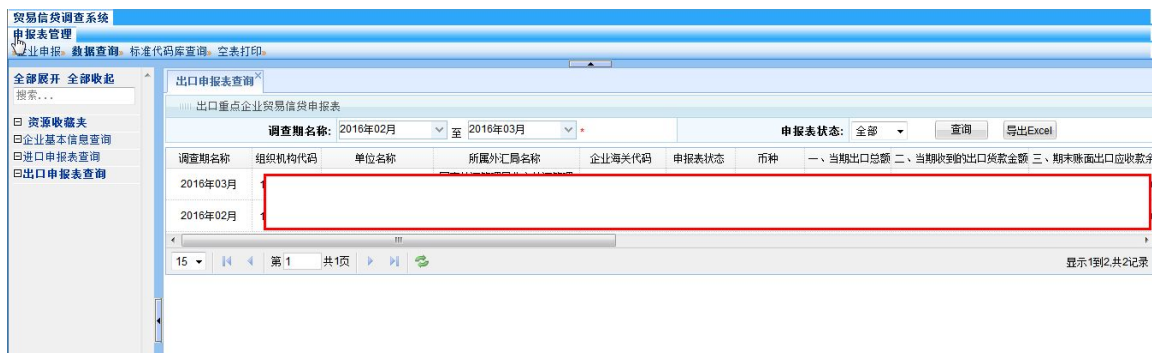 贸易信贷调查系统
申报表管理
业申报 数据查询 标准代码库查询 空表打印
全部展开 全部收起
搜索...
资源收藏夹
企业基本信息查询
进口申报表查询
出口申报表查询
出口申报表查询
出口重点企业贸易信贷申报表
调查期名称: 2016年02月 至 2016年03月 * 申报表状态: 全部 查询 导出Excel
调查期名称 组织机构代码 单位名称 所属外汇局名称 企业海关代码 申报表状态 币种 一、当期出口总额 二、当期收到的出口货款金额 三、期末账面出口应收款余
2016年03月
2016年02月
15 第 1 共1页 显示1到2,共2记录